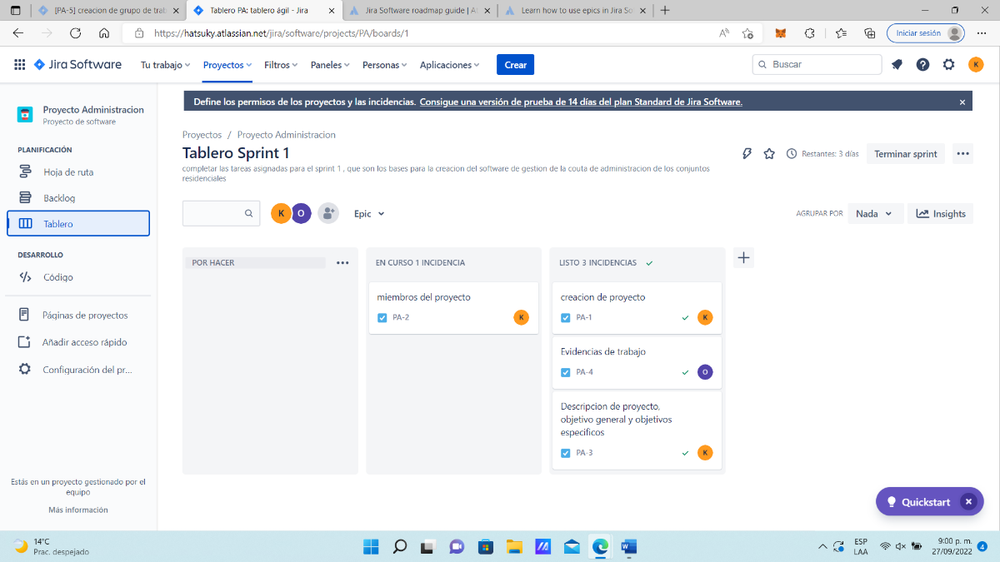 [PA-5] creacion de grupo de trab
Tablero PA: tablero ágil - Jira
Jira Software roadmap guide | A
Learn how to use epics in Jira So
https://hatsuky.atlassian.net/jira/software/projects/PA/boards/1
Iniciar sesión
Jira Software
Tu trabajo
Proyectos
Filtros
Paneles
Personas
Aplicaciones
Crear
Buscar
K
Proyecto Administracion
Proyecto de software
PLANIFICACIÓN
Hoja de ruta
Backlog
Tablero
DESARROLLO
Código
Páginas de proyectos
Añadir acceso rápido
Configuración del pr...
Estás en un proyecto gestionado por el
equipo
Más información
Define los permisos de los proyectos y las incidencias. Consigue una versión de prueba de 14 días del plan Standard de Jira Software.
Proyectos / Proyecto Administracion
Tablero Sprint 1
Restantes: 3 días
Terminar sprint
completar las tareas asignadas para el sprint 1 , que son los bases para la creacion del software de gestion de la couta de administracion de los conjuntos
residenciales
K
O
Epic
AGRUPAR POR
Nada
Insights
POR HACER
EN CURSO 1 INCIDENCIA
miembros del proyecto
PA-2
K
LISTO 3 INCIDENCIAS
creacion de proyecto
PA-1
K
Evidencias de trabajo
PA-4
O
Descripcion de proyecto,
objetivo general y objetivos
especificos
PA-3
K
Quickstart
14°C
Prac. despejado
ESP
LAA
9:00 p. m.
27/09/2022
4